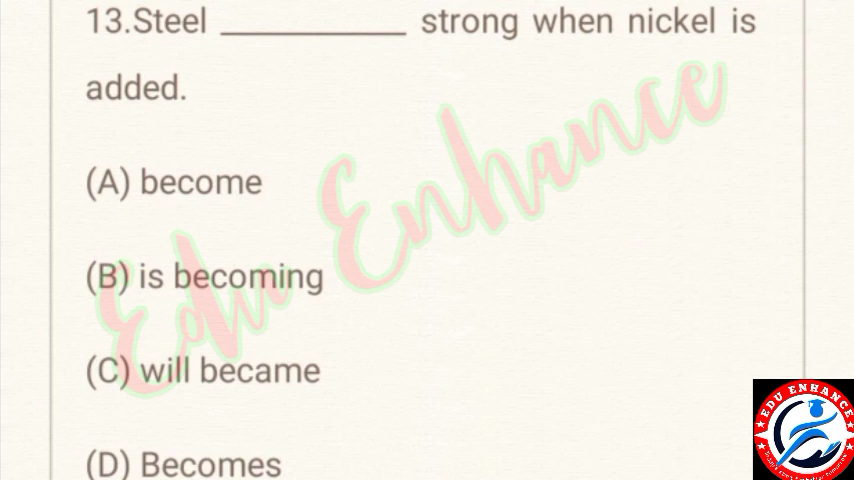 13.Steel __________ strong when nickel is
added.
(A) become
(B) is becoming
(C) will became
(D) Becomes
Edu Enhance
EDU ENHANCE